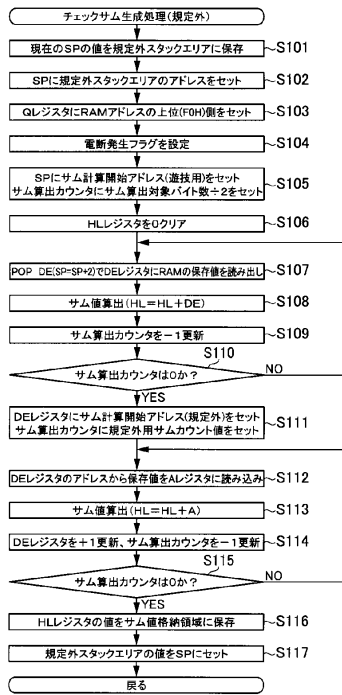 チェックサム生成処理(規定外)
現在のSPの値を規定外スタックエリアに保存 S101
SPに規定外スタックエリアのアドレスをセット S102
QレジスタにRAMアドレスの上位(F0H)側をセット S103
電断発生フラグを設定 S104
SPにサム計算開始アドレス(遊技用)をセット
サム算出カウンタにサム算出対象バイト数÷2をセット S105
HLレジスタを0クリア S106
POP DE(SP=SP+2)でDEレジスタにRAMの保存値を読み出し S107
サム値算出(HL=HL+DE) S108
サム算出カウンタを−1更新 S109
S110
サム算出カウンタは0か? NO
YES
DEレジスタにサム計算開始アドレス(規定外)をセット
サム算出カウンタに規定外用サムカウント値をセット S111
DEレジスタのアドレスから保存値をAレジスタに読み込み S112
サム値算出(HL=HL+A) S113
DEレジスタを+1更新、サム算出カウンタを−1更新 S114
S115
サム算出カウンタは0か? NO
YES
HLレジスタの値をサム値格納領域に保存 S116
規定外スタックエリアの値をSPにセット S117
戻る